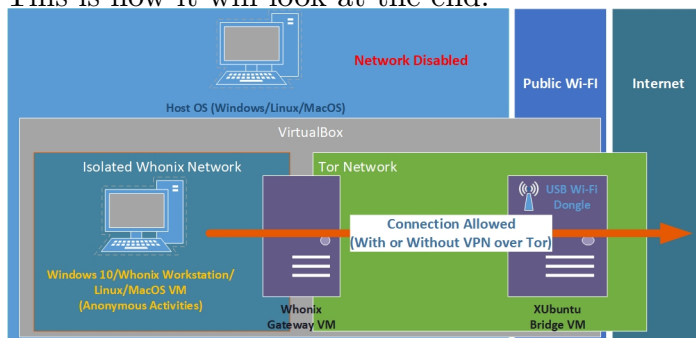 This is how it will look at the end:
Network Disabled
Host OS (Windows/Linux/MacOS)
Public Wi-FI
Internet
VirtualBox
Isolated Whonix Network
Tor Network
USB Wi-Fi
Dongle
Connection Allowed
(With or Without VPN over Tor)
Windows 10/Whonix Workstation/
Linux/MacOS VM
(Anonymous Activities)
Whonix
Gateway VM
XUbuntu
Bridge VM